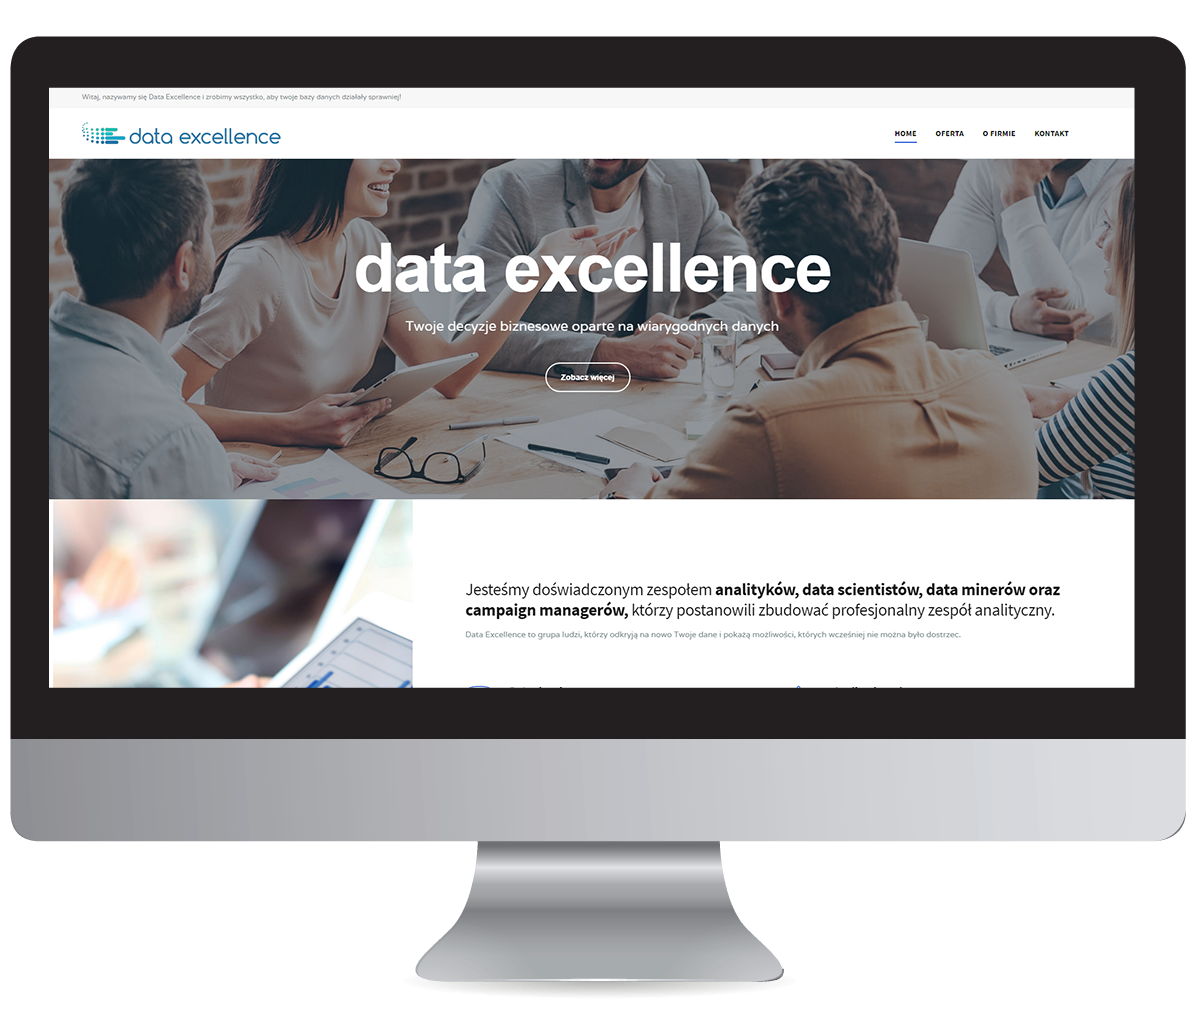 Witaj, nazywamy się Data Excellence i zrobimy wszystko, aby twoje bazy danych działały sprawniej!
data excellence
HOME OFERTA O FIRMIE KONTAKT
data excellence
Twoje decyzje biznesowe oparte na wiarygodnych danych
Zobacz więcej
Jesteśmy doświadczonym zespołem analityków, data scientistów, data minerów oraz
campaign managerów, którzy postanowili zbudować profesjonalny zespół analityczny.
Data Excellence to grupa ludzi, którzy odkryją na nowo Twoje dane i pokażą możliwości, których wcześniej nie można było dostrzec.